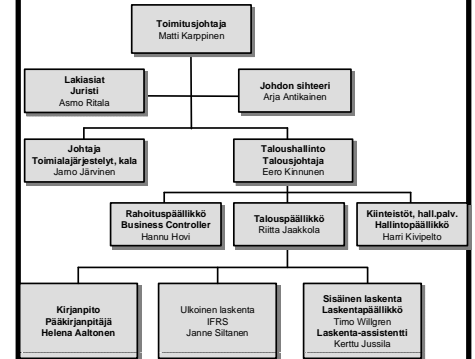 Toimitusjohtaja
Matti Karppinen
Lakiasiat
Juristi
Asmo Ritala
Johdon sihteeri
Arja Antikainen
Johtaja
Toimialajärjestelyt, kala
Jarno Järvinen
Taloushallinto
Talousjohtaja
Eero Kinnunen
Rahoituspäällikkö
Business Controller
Hannu Hovi
Talouspäällikkö
Riitta Jaakkola
Kiinteistöt, hall.palv.
Hallintopäällikkö
Harri Kivipelto
Kirjanpito
Pääkirjanpitäjä
Helena Aaltonen
Ulkoinen laskenta
IFRS
Janne Siltanen
Sisäinen laskenta
Laskentapäällikkö
Timo Willgren
Laskenta-assistentti
Kerttu Jussila